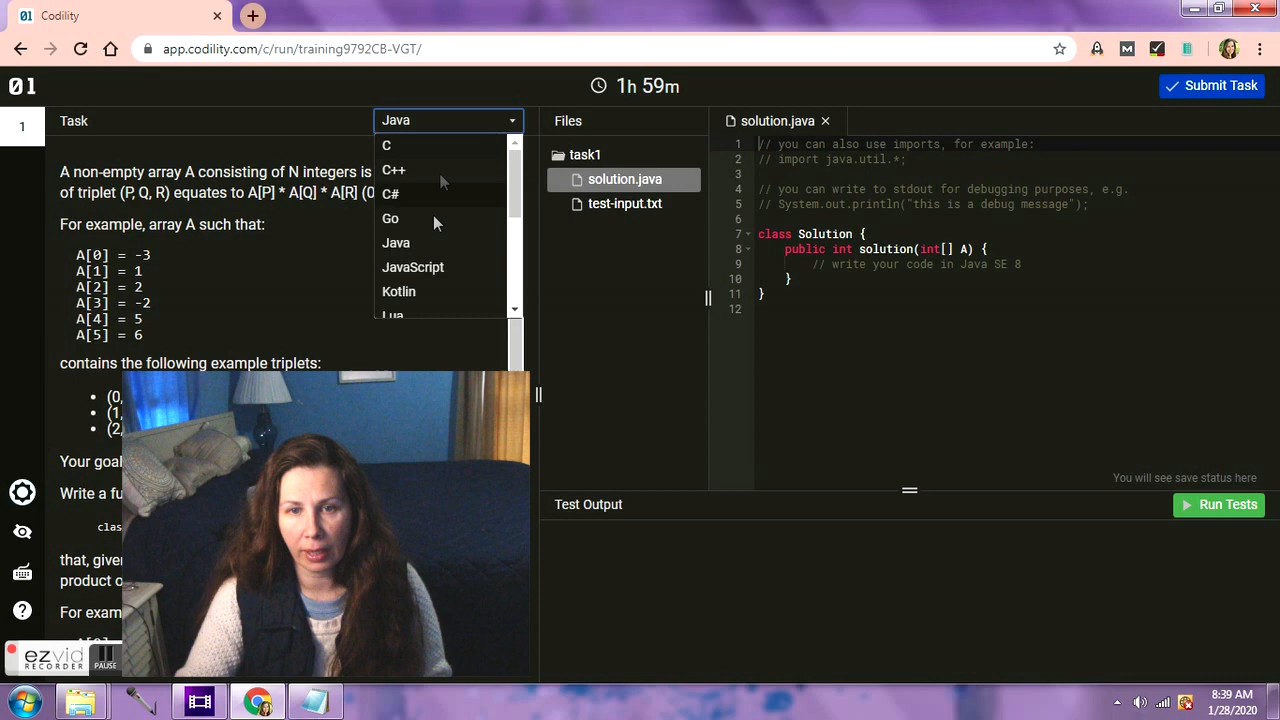 Codility
app.codility.com/c/run/training9792CB-VGT/
1h 59m
Submit Task
1
Task
Java
C
C++
C#
Go
Java
JavaScript
Kotlin
Lua
A non-empty array A consisting of N integers is
of triplet (P, Q, R) equates to A[P] * A[Q] * A[R] (0
For example, array A such that:
A[0] = -3
A[1] = 1
A[2] = 2
A[3] = -2
A[4] = 5
A[5] = 6
contains the following example triplets:
(0,
(1,
(2,
Your goal
Write a fu
class
that, given
product o
For exam
Files
task1
solution.java
test-input.txt
solution.java
1 // you can also use imports, for example:
2 // import java.util.*;
3
4 // you can write to stdout for debugging purposes, e.g.
5 // System.out.println("this is a debug message");
6
7 class Solution {
8 public int solution(int[] A) {
9 // write your code in Java SE 8
10 }
11 }
12
You will see save status here
Test Output
Run Tests
ezvid
RECORDER
PAUSE
8:39 AM
1/28/2020